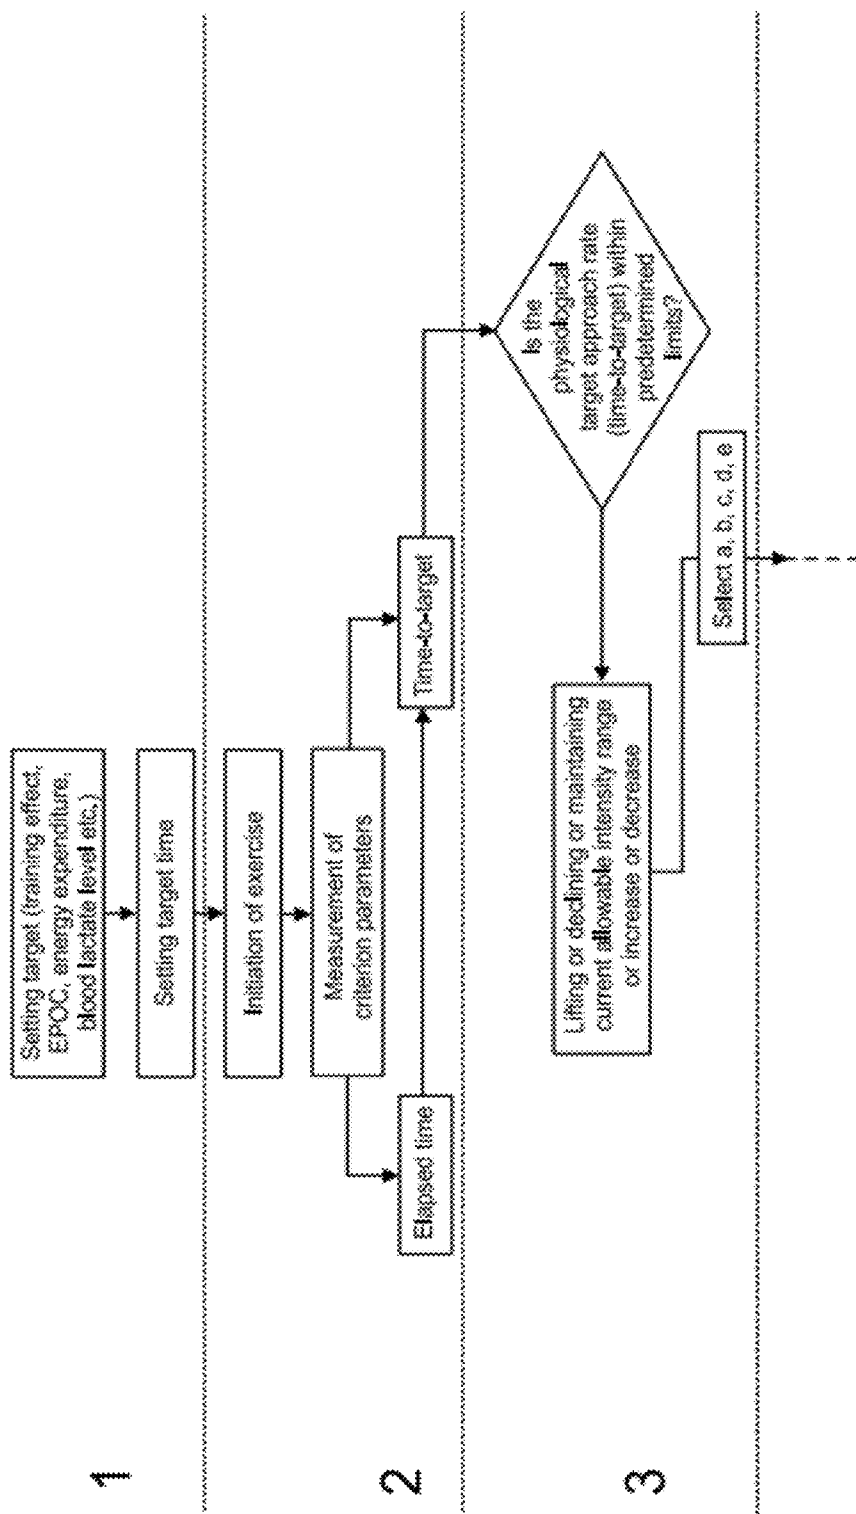 1
Setting target (training effect,
EPOC, energy expenditure,
blood lactate level etc,)
Setting target time
2
Initiation of exercise
Measurement of
criterion parameters
Elapsed time
Time-to-target
3
Is the
physiological
target approach rate
(time-to-target) within
predetermined
limits?
Lifting or declining or maintaining
current allowable intensity range
or increase or decrease
Select a, b, c, d, e